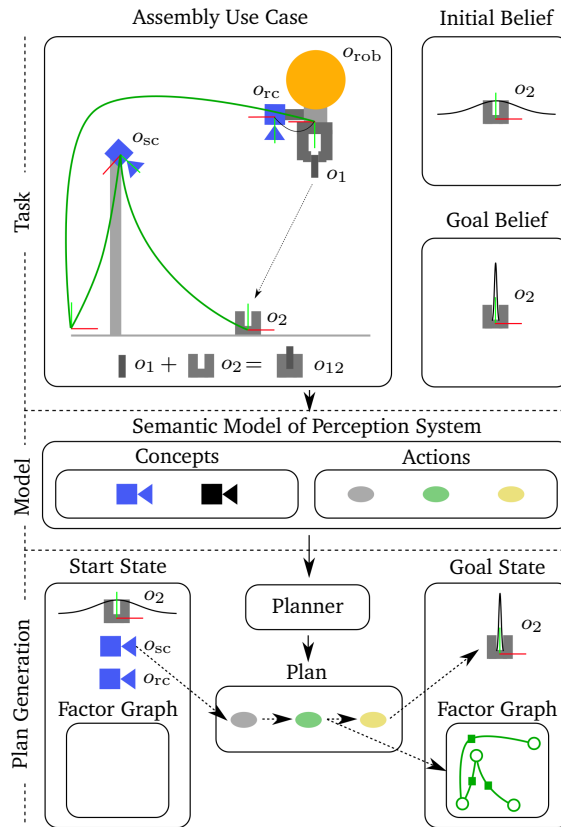 Assembly Use Case
Initial Belief
o_rob
o_rc
o_sc
o_1
o_2
o_2
Goal Belief
o_2
o_1 + o_2 = o_12
Task
Semantic Model of Perception System
Concepts
Actions
Model
Start State
Goal State
o_2
Planner
o_2
o_sc
o_rc
Plan
Factor Graph
Factor Graph
Plan Generation